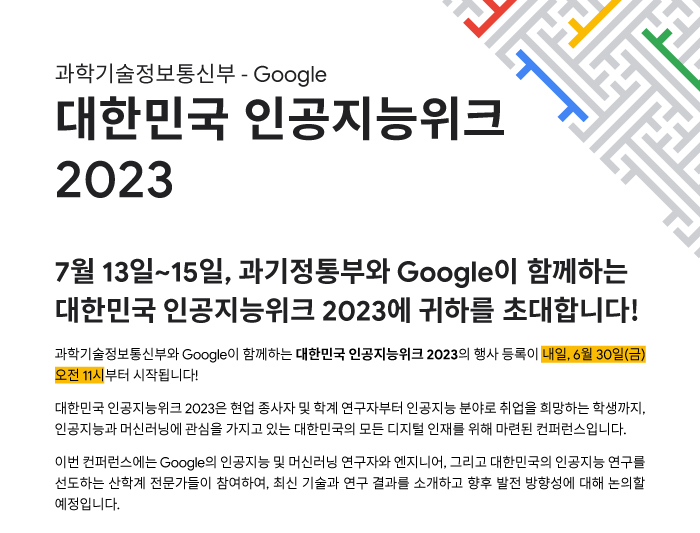 과학기술정보통신부 - Google
대한민국 인공지능위크
2023
7월 13일~15일, 과기정통부와 Google이 함께하는
대한민국 인공지능위크 2023에 귀하를 초대합니다!
과학기술정보통신부와 Google이 함께하는 대한민국 인공지능위크 2023의 행사 등록이 내일, 6월 30일(금)
오전 11시부터 시작됩니다!
대한민국 인공지능위크 2023은 현업 종사자 및 학계 연구자부터 인공지능 분야로 취업을 희망하는 학생까지,
인공지능과 머신러닝에 관심을 가지고 있는 대한민국의 모든 디지털 인재를 위해 마련된 컨퍼런스입니다.
이번 컨퍼런스에는 Google의 인공지능 및 머신러닝 연구자와 엔지니어, 그리고 대한민국의 인공지능 연구를
선도하는 산학계 전문가들이 참여하여, 최신 기술과 연구 결과를 소개하고 향후 발전 방향성에 대해 논의할
예정입니다.